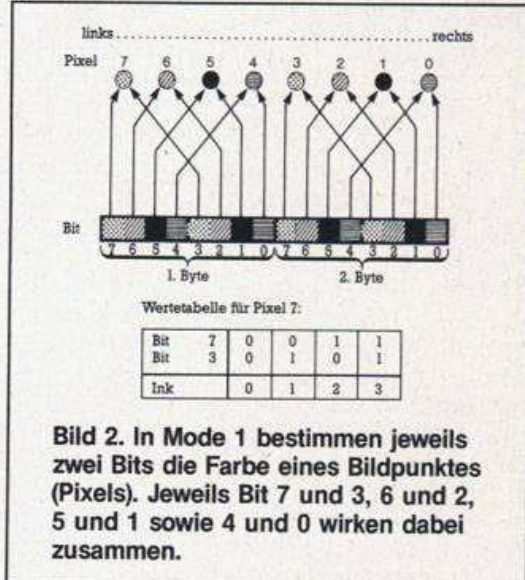 links ........................................ rechts
Pixel 7 6 5 4 3 2 1 0
Bit
7 6 5 4 3 2 1 0 7 6 5 4 3 2 1 0
1. Byte 2. Byte
Wertetabelle für Pixel 7:
Bit 7 0 0 1 1
Bit 3 0 1 0 1
Ink 0 1 2 3
Bild 2. In Mode 1 bestimmen jeweils
zwei Bits die Farbe eines Bildpunktes
(Pixels). Jeweils Bit 7 und 3, 6 und 2,
5 und 1 sowie 4 und 0 wirken dabei
zusammen.